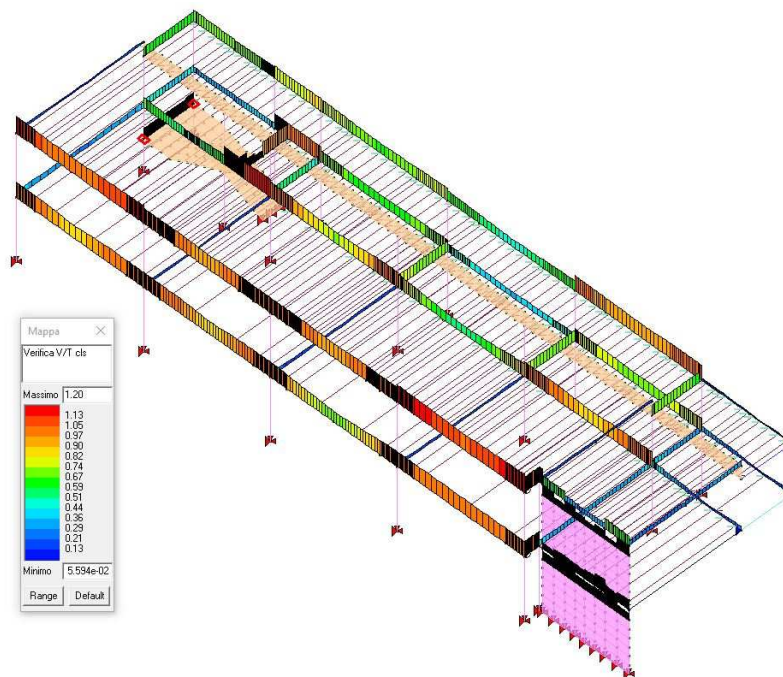 Mappa
Verifica V/T cls
Massimo 1.20
1.13
1.05
0.97
0.90
0.82
0.74
0.67
0.59
0.51
0.44
0.36
0.29
0.21
0.13
Minimo 5.594e-02
Range Default